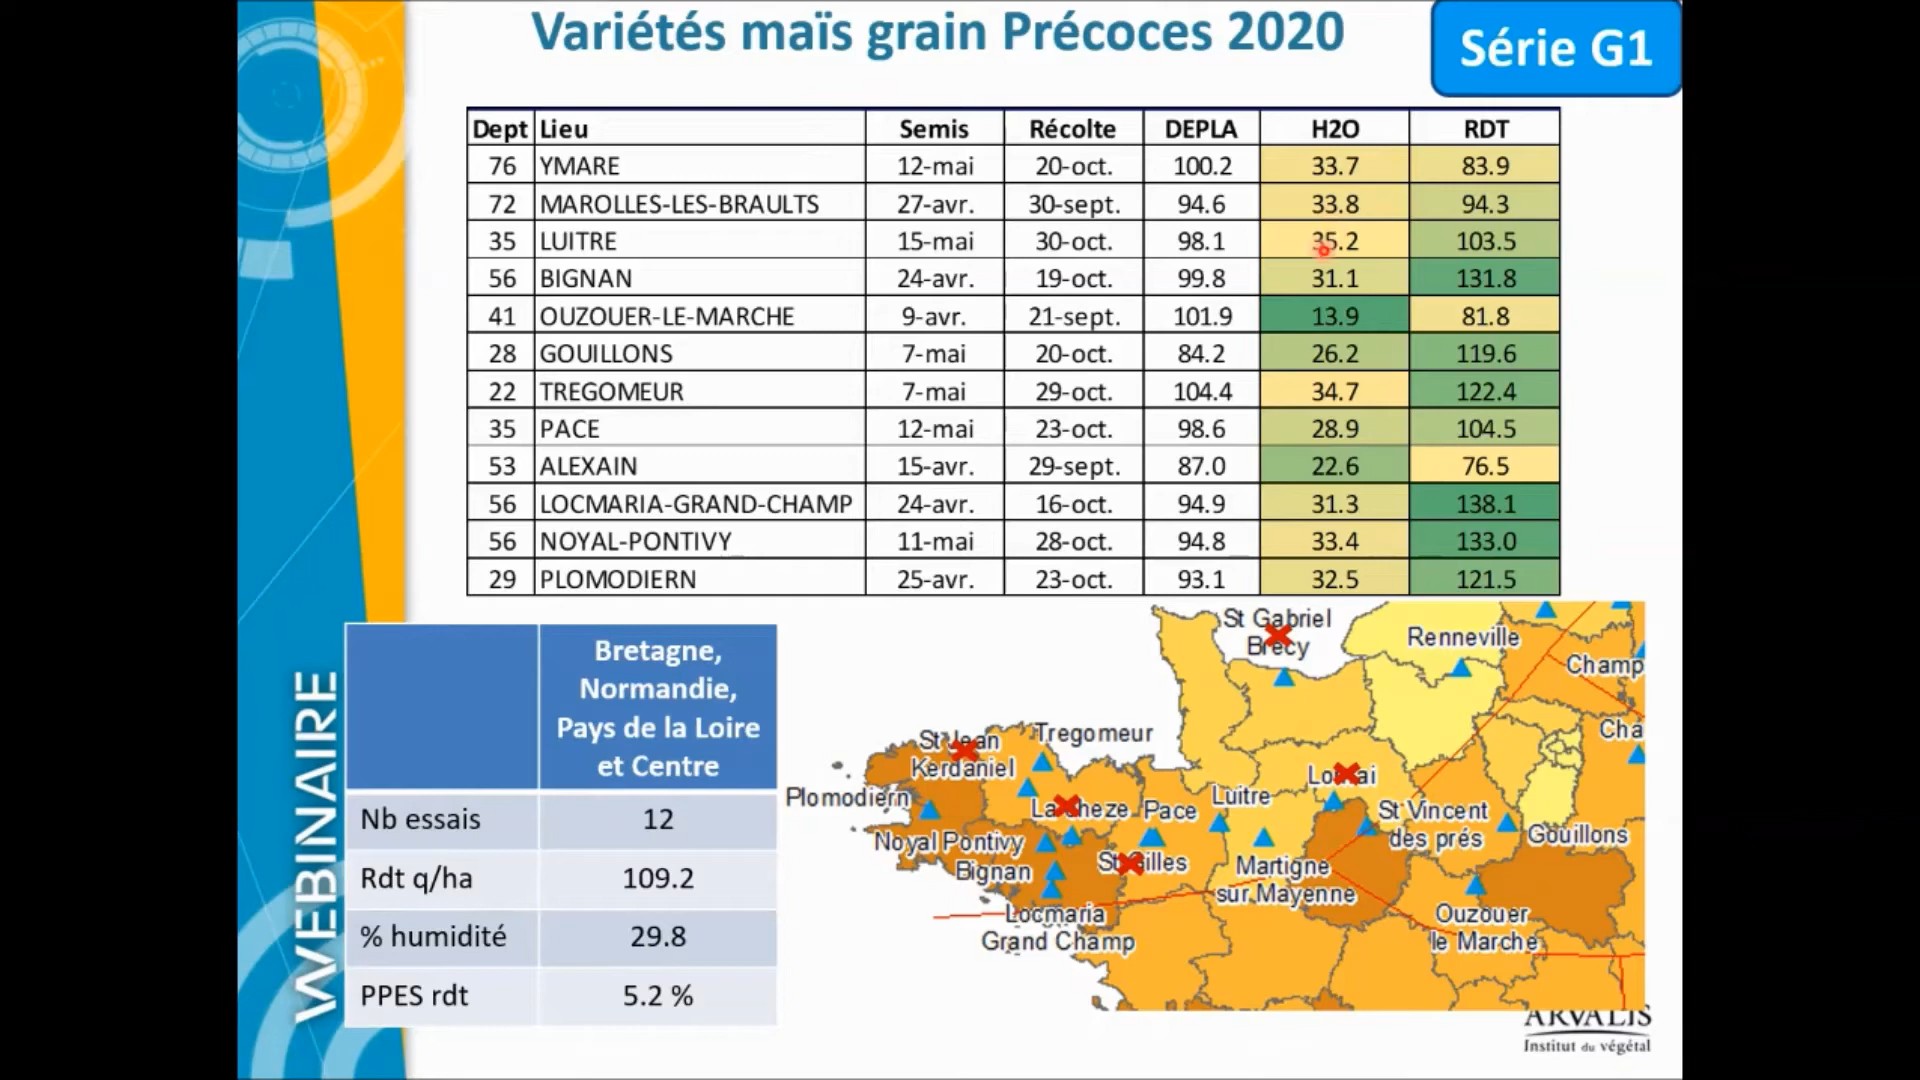 Variétés maïs grain Précoces 2020
Série G1
Dept Lieu Semis Récolte DEPLA H2O RDT
76 YMARE 12-mai 20-oct. 100.2 33.7 83.9
72 MAROLLES-LES-BRAULTS 27-avr. 30-sept. 94.6 33.8 94.3
35 LUITRE 15-mai 30-oct. 98.1 35.2 103.5
56 BIGNAN 24-avr. 19-oct. 99.8 31.1 131.8
41 OUZOUER-LE-MARCHE 9-avr. 21-sept. 101.9 13.9 81.8
28 GOUILLONS 7-mai 20-oct. 84.2 26.2 119.6
22 TREGOMEUR 7-mai 29-oct. 104.4 34.7 122.4
35 PACE 12-mai 23-oct. 98.6 28.9 104.5
53 ALEXAIN 15-avr. 29-sept. 87.0 22.6 76.5
56 LOCMARIA-GRAND-CHAMP 24-avr. 16-oct. 94.9 31.3 138.1
56 NOYAL-PONTIVY 11-mai 28-oct. 94.8 33.4 133.0
29 PLOMODIERN 25-avr. 23-oct. 93.1 32.5 121.5
WEBINAIRE
Bretagne,
Normandie,
Pays de la Loire
et Centre
Nb essais 12
Rdt q/ha 109.2
% humidité 29.8
PPES rdt 5.2 %
St Gabriel
Brecy
Renneville
Champ
Cha
St Jean
Kerdaniel
Tregomeur
Plomodiern
Pace
Luitre
St Vincent
des prés
Gouillons
Noyal Pontivy
Bignan
St Gilles
Martigne
sur Mayenne
Locmaria
Grand Champ
Ouzouer
le Marche
ARVALIS
Institut du végétal